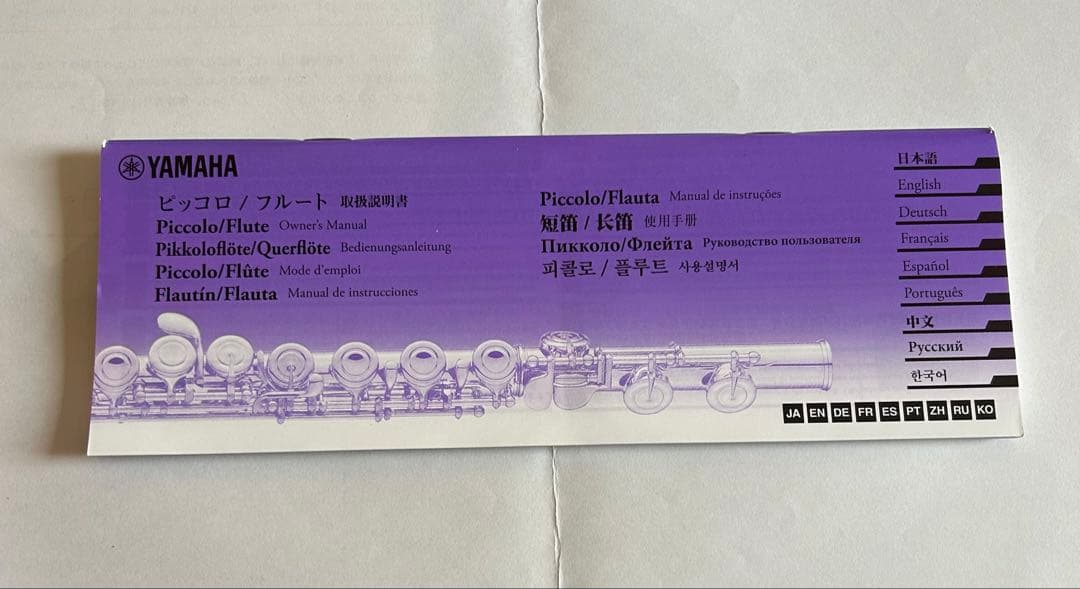 YAMAHA
ピッコロ / フルート 取扱説明書
Piccolo/Flute Owner's Manual
Pikkoloflöte/Querflöte Bedienungsanleitung
Piccolo/Flûte Mode d'emploi
Flautín/Flauta Manual de instrucciones
Piccolo/Flauta Manual de instruções
短笛 / 长笛 使用手册
Пикколо/Флейта Руководство пользователя
피콜로 / 플루트 사용설명서
日本語
English
Deutsch
Français
Español
Português
中文
Русский
한국어
JA EN DE FR ES PT ZH RU KO